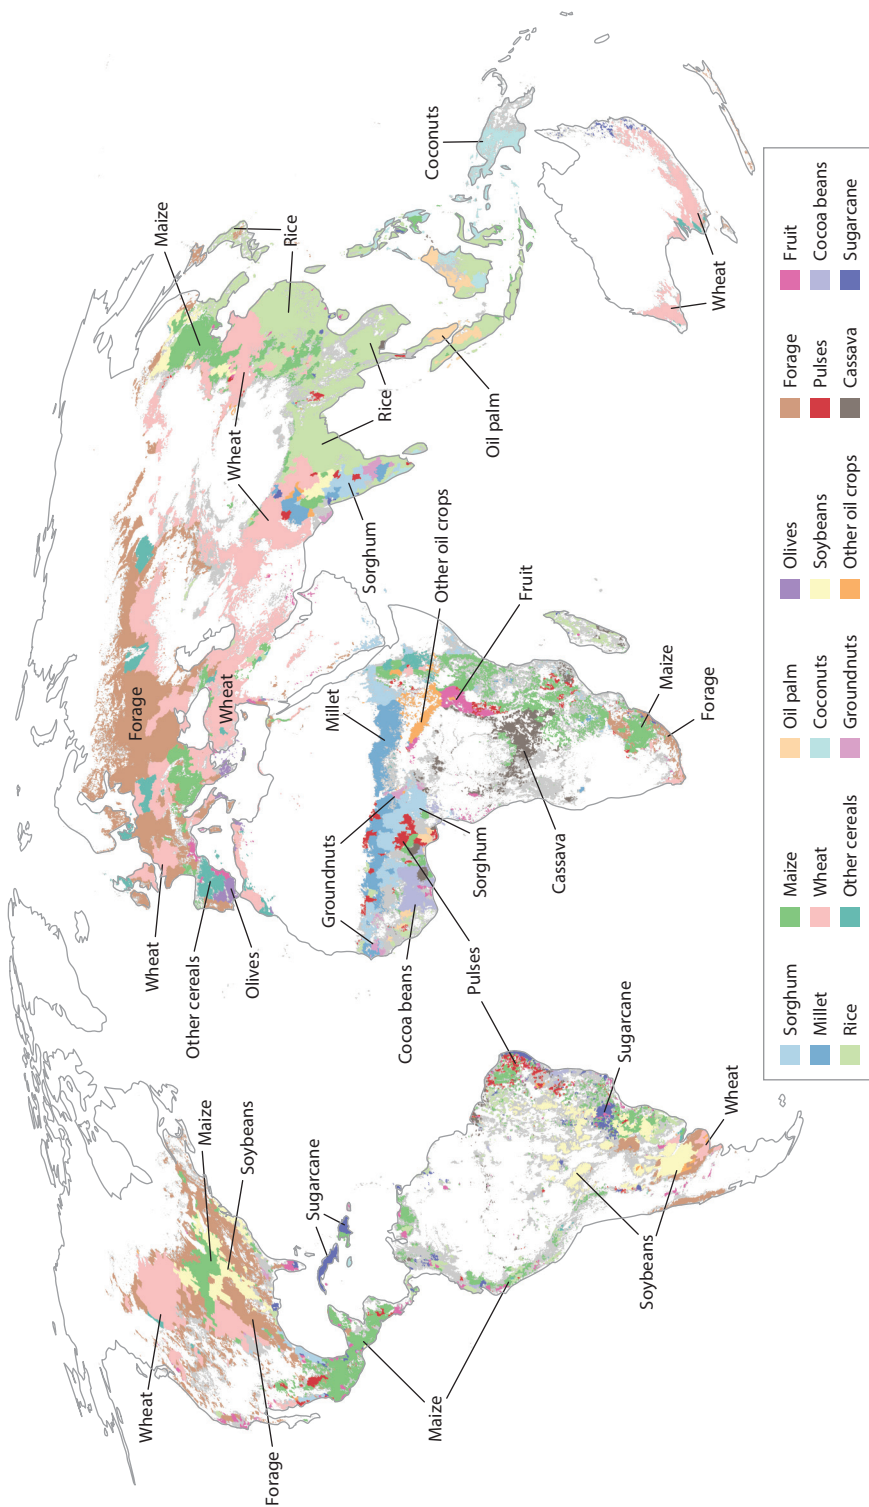 Wheat
Forage
Maize
Soybeans
Sugarcane
Maize
Soybeans
Sugarcane
Wheat
Pulses
Wheat
Other cereals
Olives
Forage
Wheat
Groundnuts
Millet
Cocoa beans
Sorghum
Other oil crops
Fruit
Cassava
Maize
Forage
Maize
Wheat
Rice
Rice
Rice
Sorghum
Oil palm
Coconuts
Wheat
Sorghum
Maize
Oil palm
Olives
Forage
Fruit
Millet
Wheat
Coconuts
Soybeans
Pulses
Cocoa beans
Rice
Other cereals
Groundnuts
Other oil crops
Cassava
Sugarcane